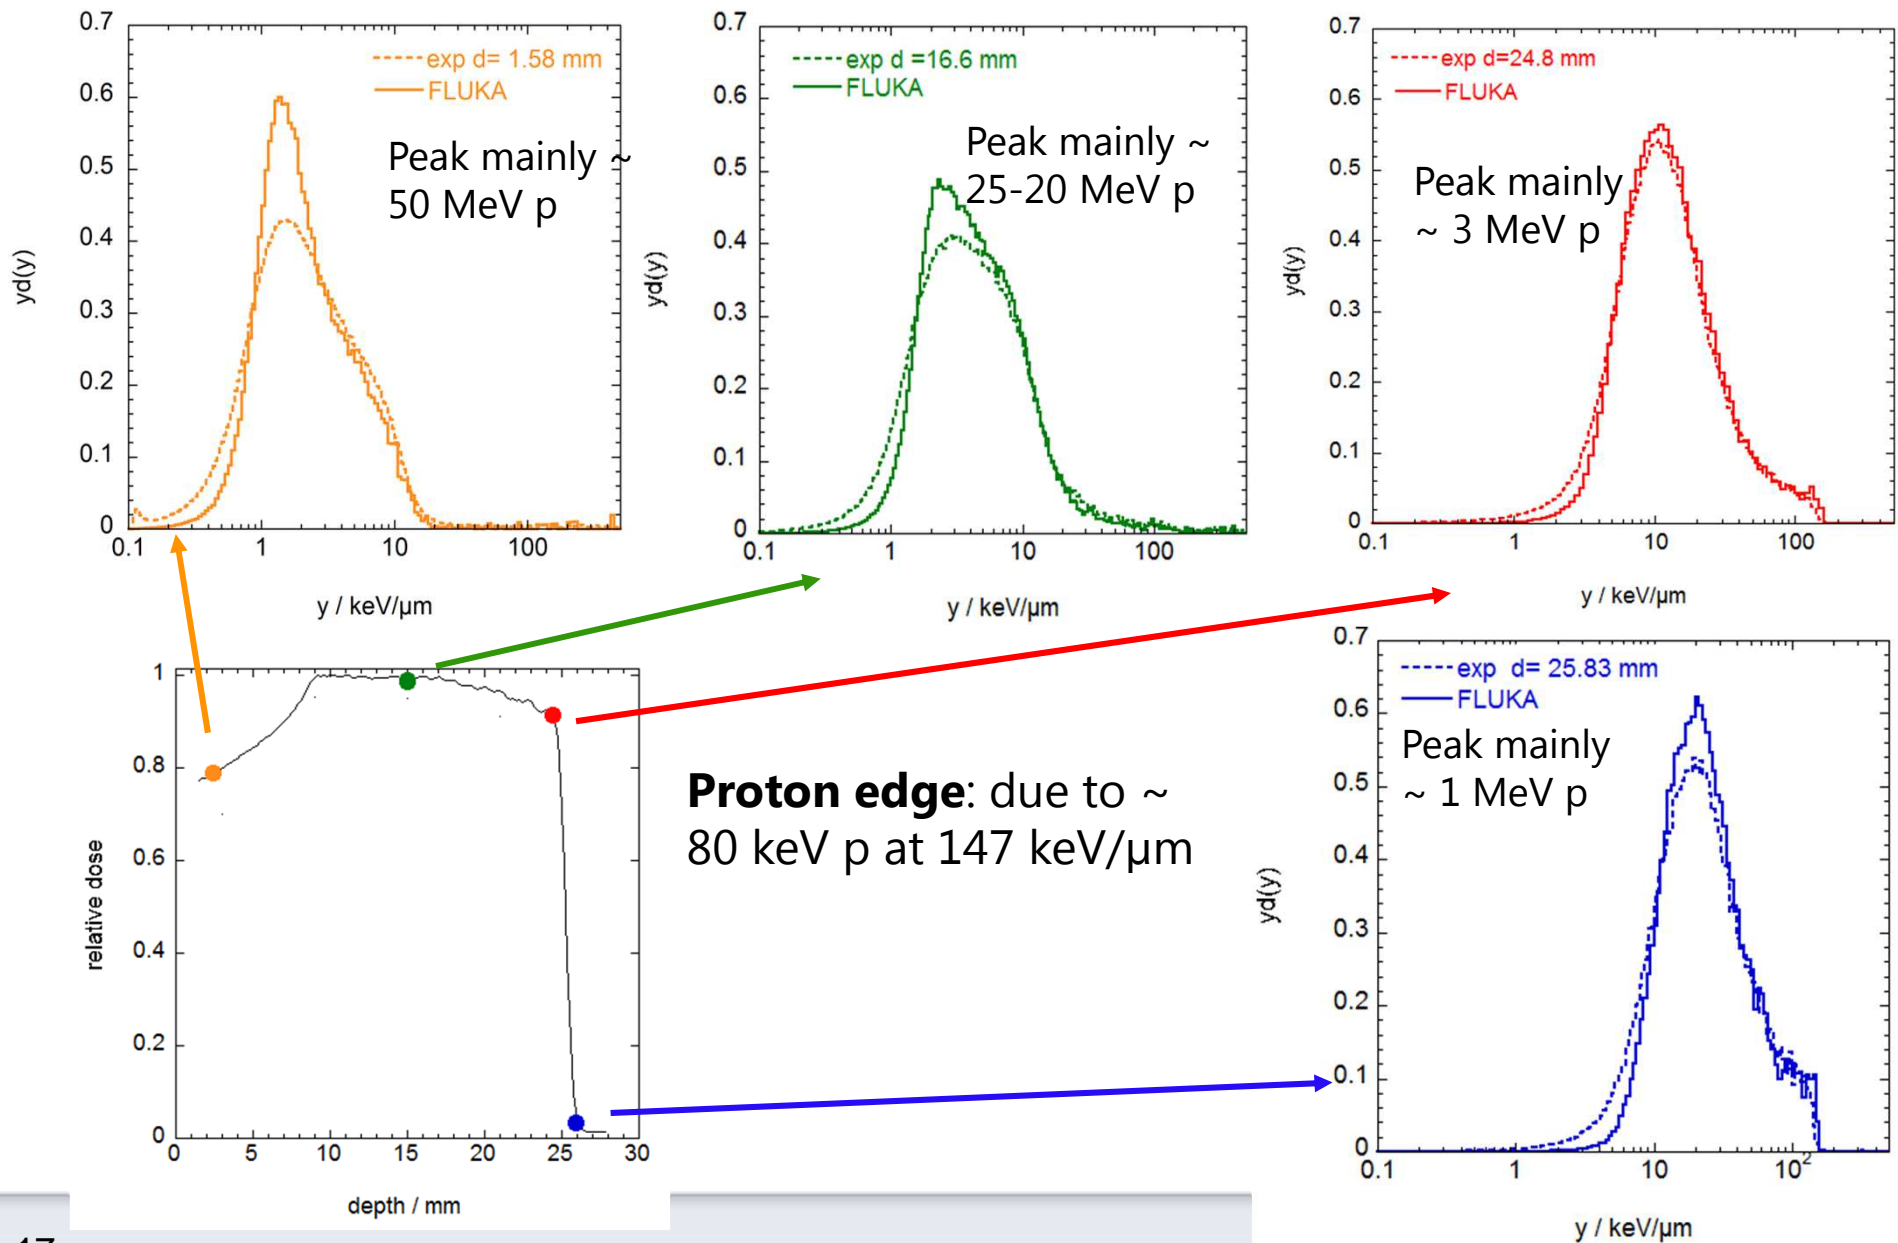 0.7
0.6
0.5
0.4
0.3
0.2
0.1
0
0.1
1
10
100
yd(y)
y / keV/µm
exp d= 1.58 mm
FLUKA
Peak mainly ~
50 MeV p
0.7
0.6
0.5
0.4
0.3
0.2
0.1
0
0.1
1
10
100
yd(y)
y / keV/µm
exp d =16.6 mm
FLUKA
Peak mainly ~
25-20 MeV p
0.7
0.6
0.5
0.4
0.3
0.2
0.1
0
0.1
1
10
100
yd(y)
y / keV/µm
exp d=24.8 mm
FLUKA
Peak mainly
~ 3 MeV p
1
0.8
0.6
0.4
0.2
0
0
5
10
15
20
25
30
relative dose
depth / mm
Proton edge: due to ~
80 keV p at 147 keV/µm
0.7
0.6
0.5
0.4
0.3
0.2
0.1
0
0.1
1
10
10²
yd(y)
y / keV/µm
exp d= 25.83 mm
FLUKA
Peak mainly
~ 1 MeV p